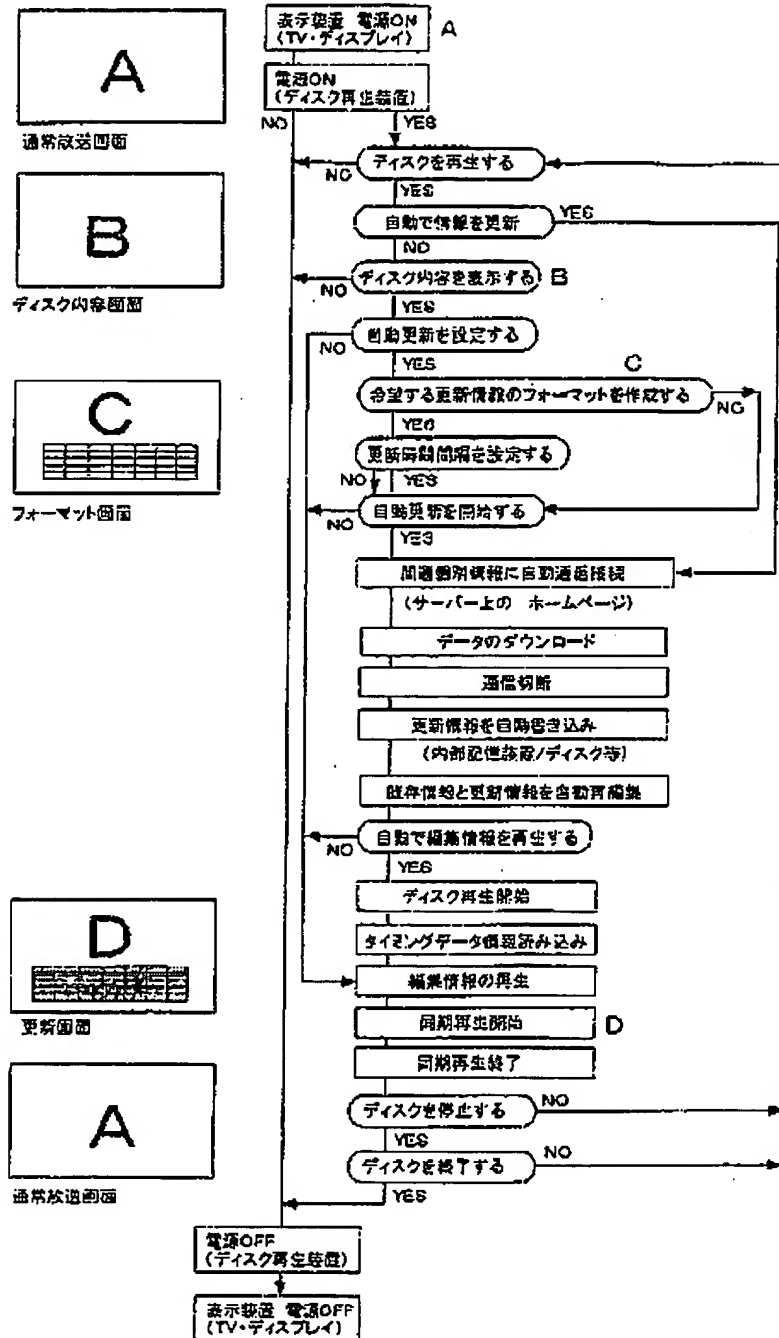 A
通常放送画面
B
ディスク内容画面
C
フォーマット画面
D
更新画面
A
通常放送画面
表示装置 電源ON
(TV・ディスプレイ)
A
電源ON
(ディスク再生装置)
NO
YES
ディスクを再生する
NO
YES
自動で情報を更新
YES
NO
ディスク内容を表示する
B
NO
YES
自動更新を設定する
NO
YES
C
希望する更新情報のフォーマットを作成する
NO
YES
更新時期間隔を設定する
NO
YES
自動更新を開始する
NO
YES
関連個別情報に自動通信接続
(サーバー上の ホームページ)
データのダウンロード
通信切断
更新情報を自動書き込み
(内部記憶装置/ディスク等)
既存情報と更新情報を自動再編集
自動で編集情報を再生する
NO
YES
ディスク再生開始
タイミングデータ情報読み込み
編集情報の再生
同期再生開始
D
同期再生終了
ディスクを停止する
NO
YES
ディスクを終了する
NO
YES
電源OFF
(ディスク再生装置)
表示装置 電源OFF
(TV・ディスプレイ)